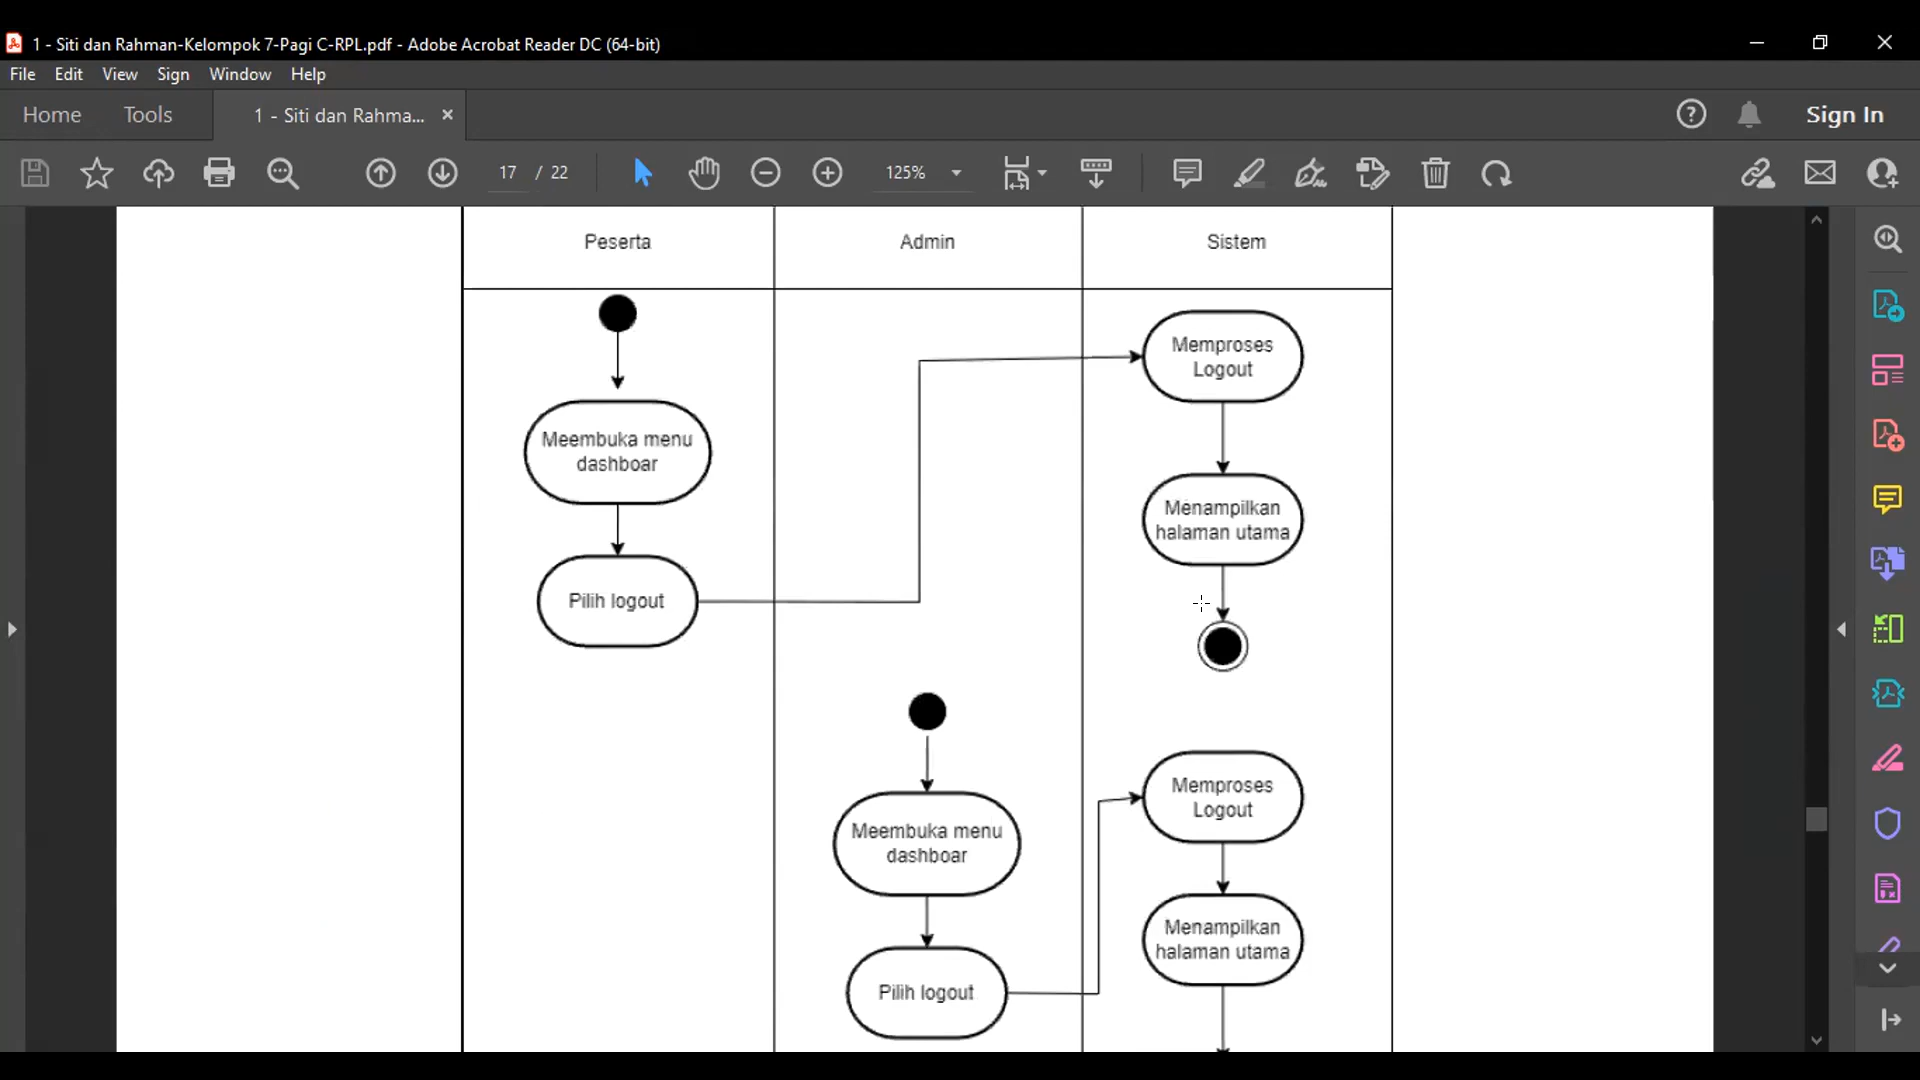 1 - Siti dan Rahman-Kelompok 7-Pagi C-RPL.pdf - Adobe Acrobat Reader DC (64-bit)
File Edit View Sign Window Help
Home Tools 1 - Siti dan Rahma... × Sign In
17 / 22 125%
Peserta Admin Sistem
Memproses
Logout
Meembuka menu
dashboar
Menampilkan
halaman utama
Pilih logout
Memproses
Logout
Meembuka menu
dashboar
Menampilkan
halaman utama
Pilih logout